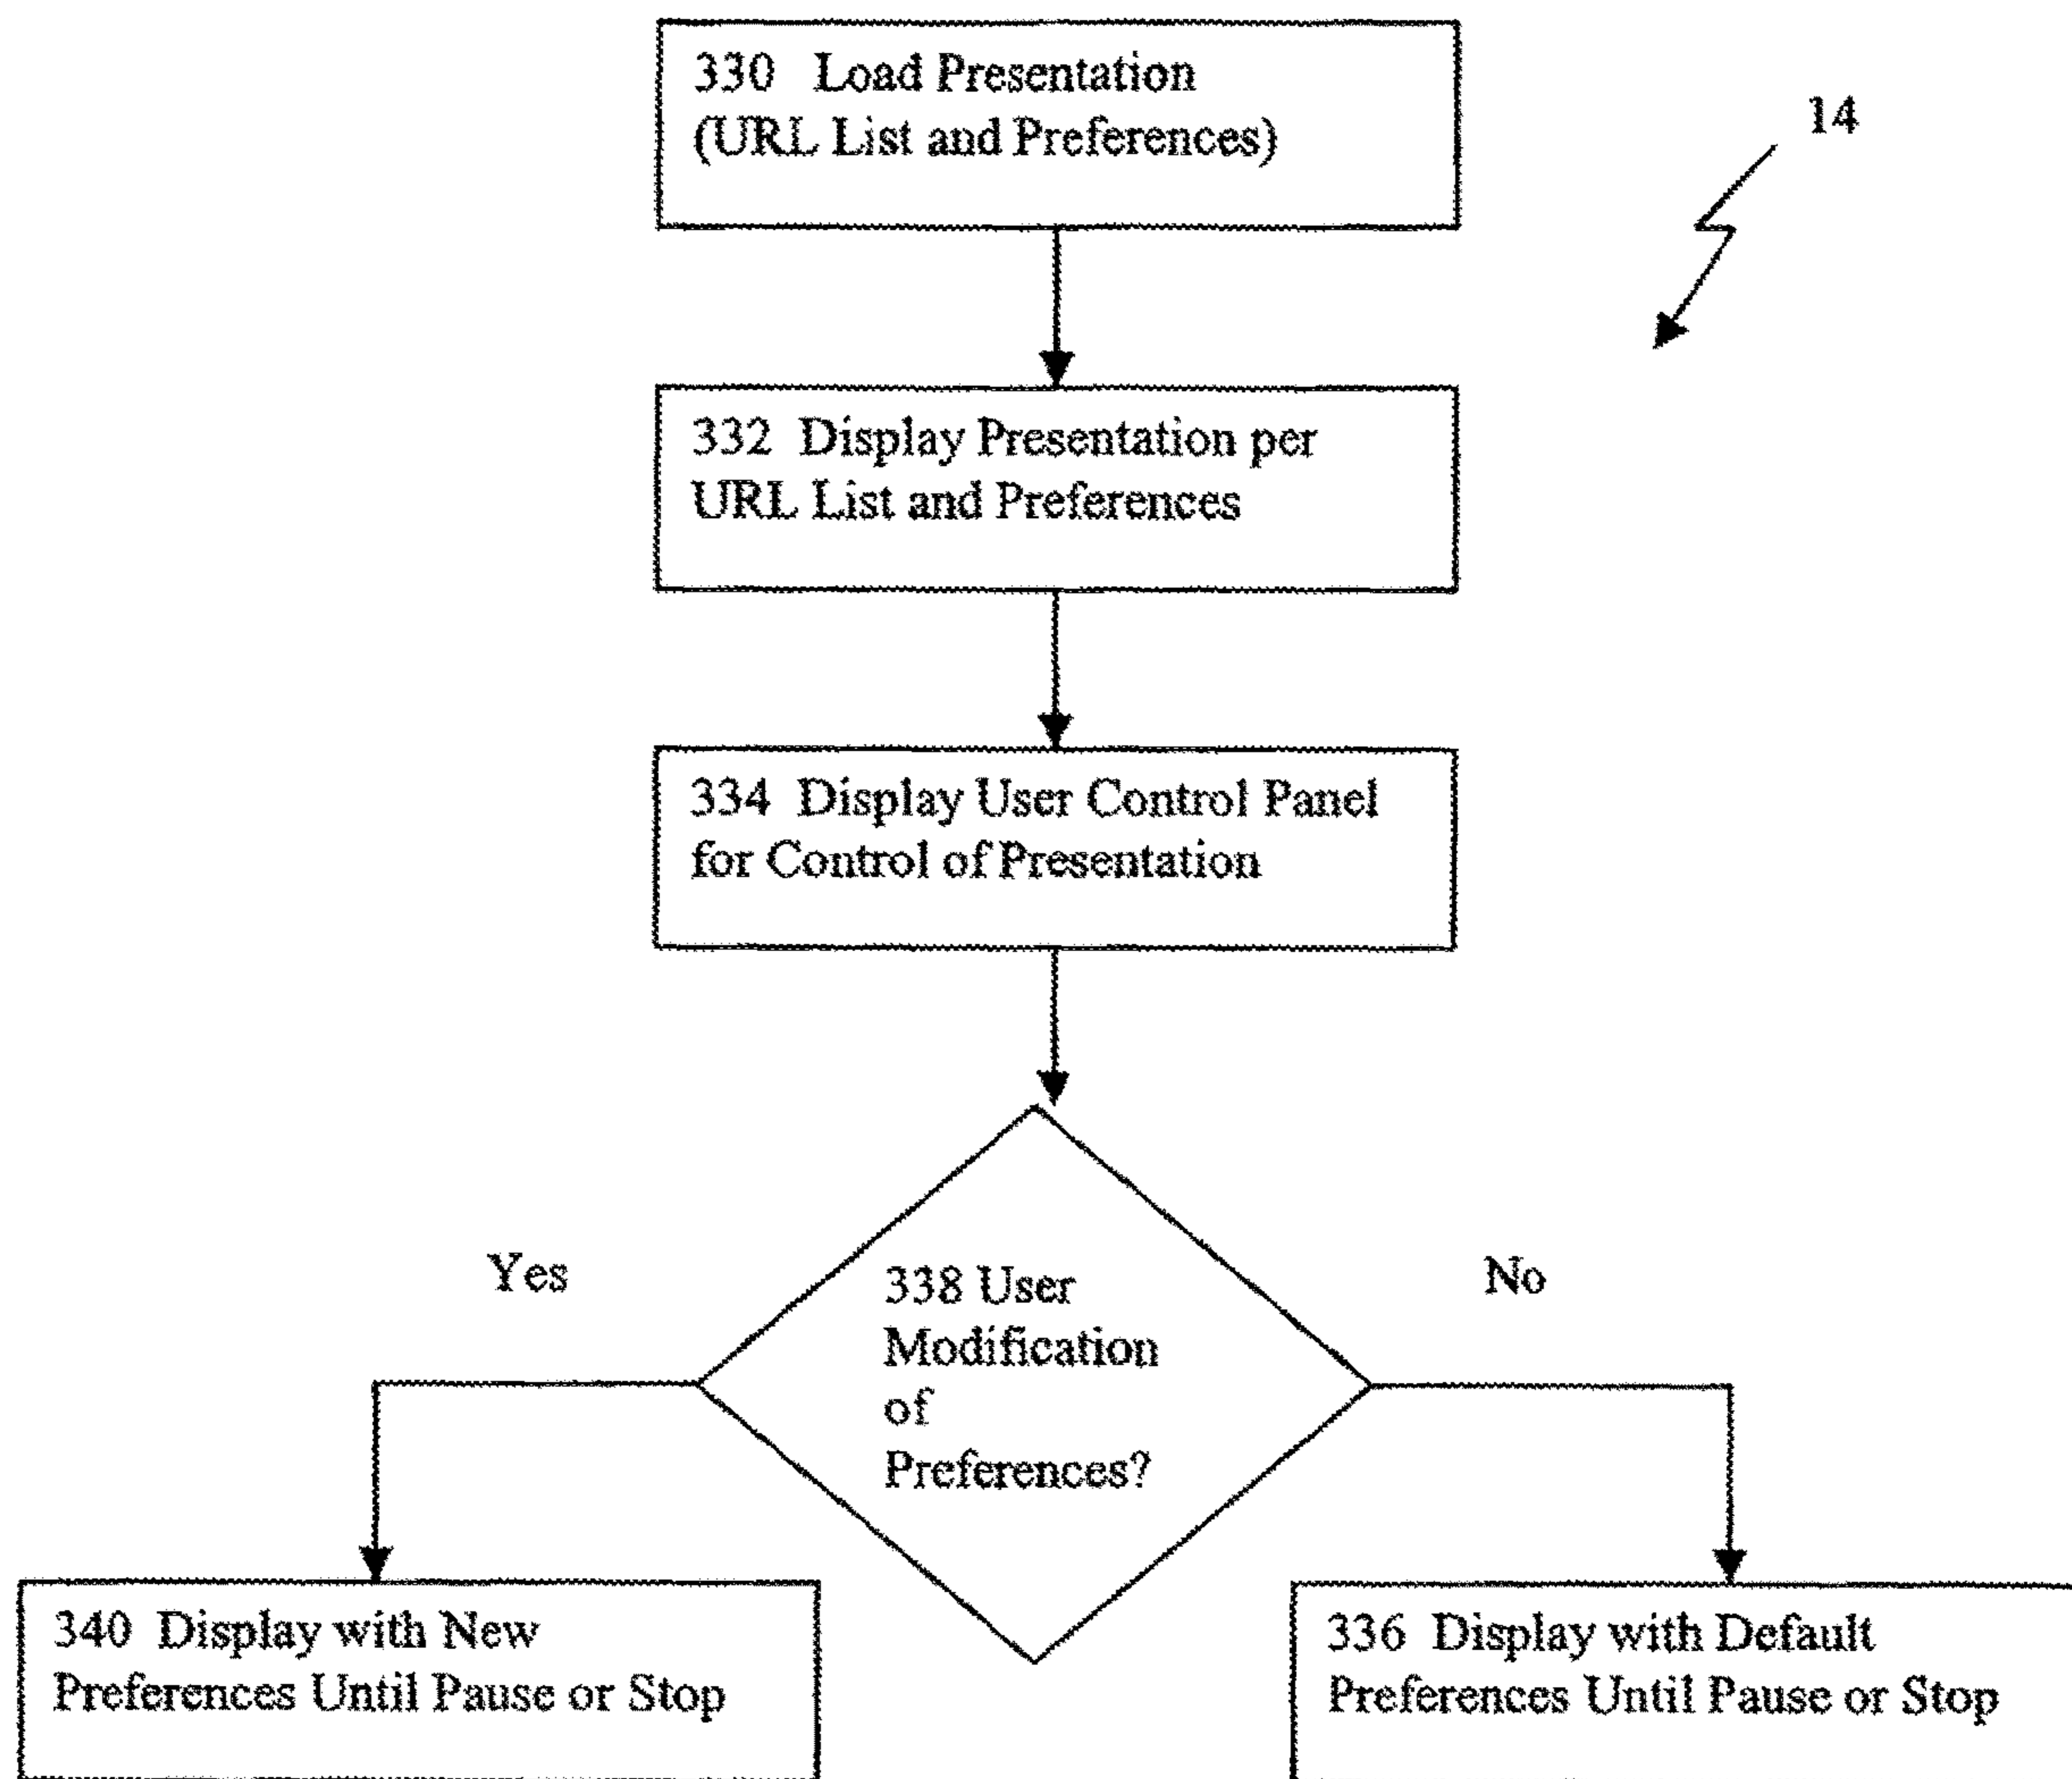 330 Load Presentation
(URL List and Preferences)
14
332 Display Presentation per
URL List and Preferences
334 Display User Control Panel
for Control of Presentation
Yes
No
338 User
Modification
of
Preferences?
340 Display with New
Preferences Until Pause or Stop
336 Display with Default
Preferences Until Pause or Stop